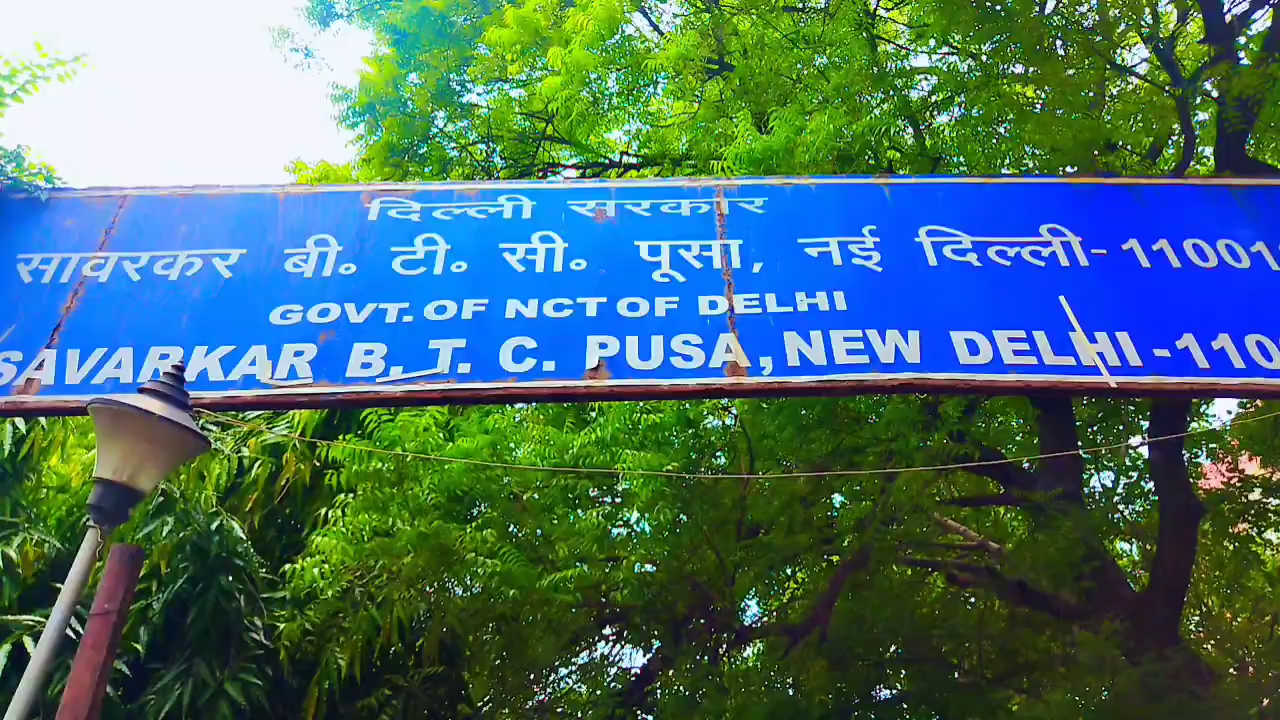 दिल्ली सरकार
सावरकर बी॰ टी॰ सी॰ पूसा, नई दिल्ली-11001
GOVT. OF NCT OF DELHI
SAVARKAR B. T. C. PUSA, NEW DELHI-110